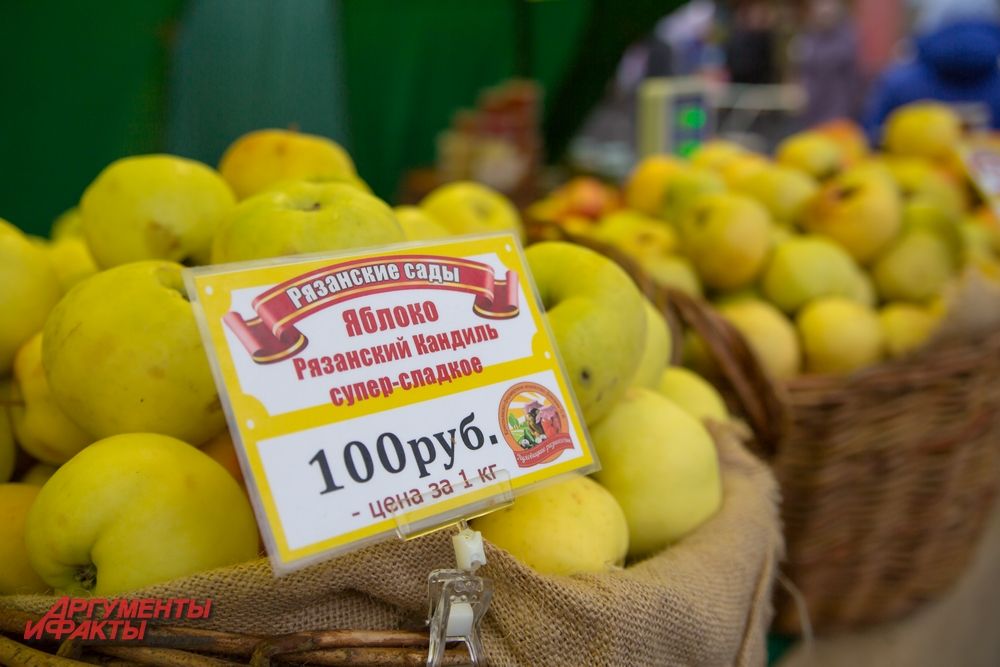 Рязанские сады
Яблоко
Рязанский Кандиль
супер-сладкое
100руб.
- цена за 1 кг
АРГУМЕНТЫ
И ФАКТЫ